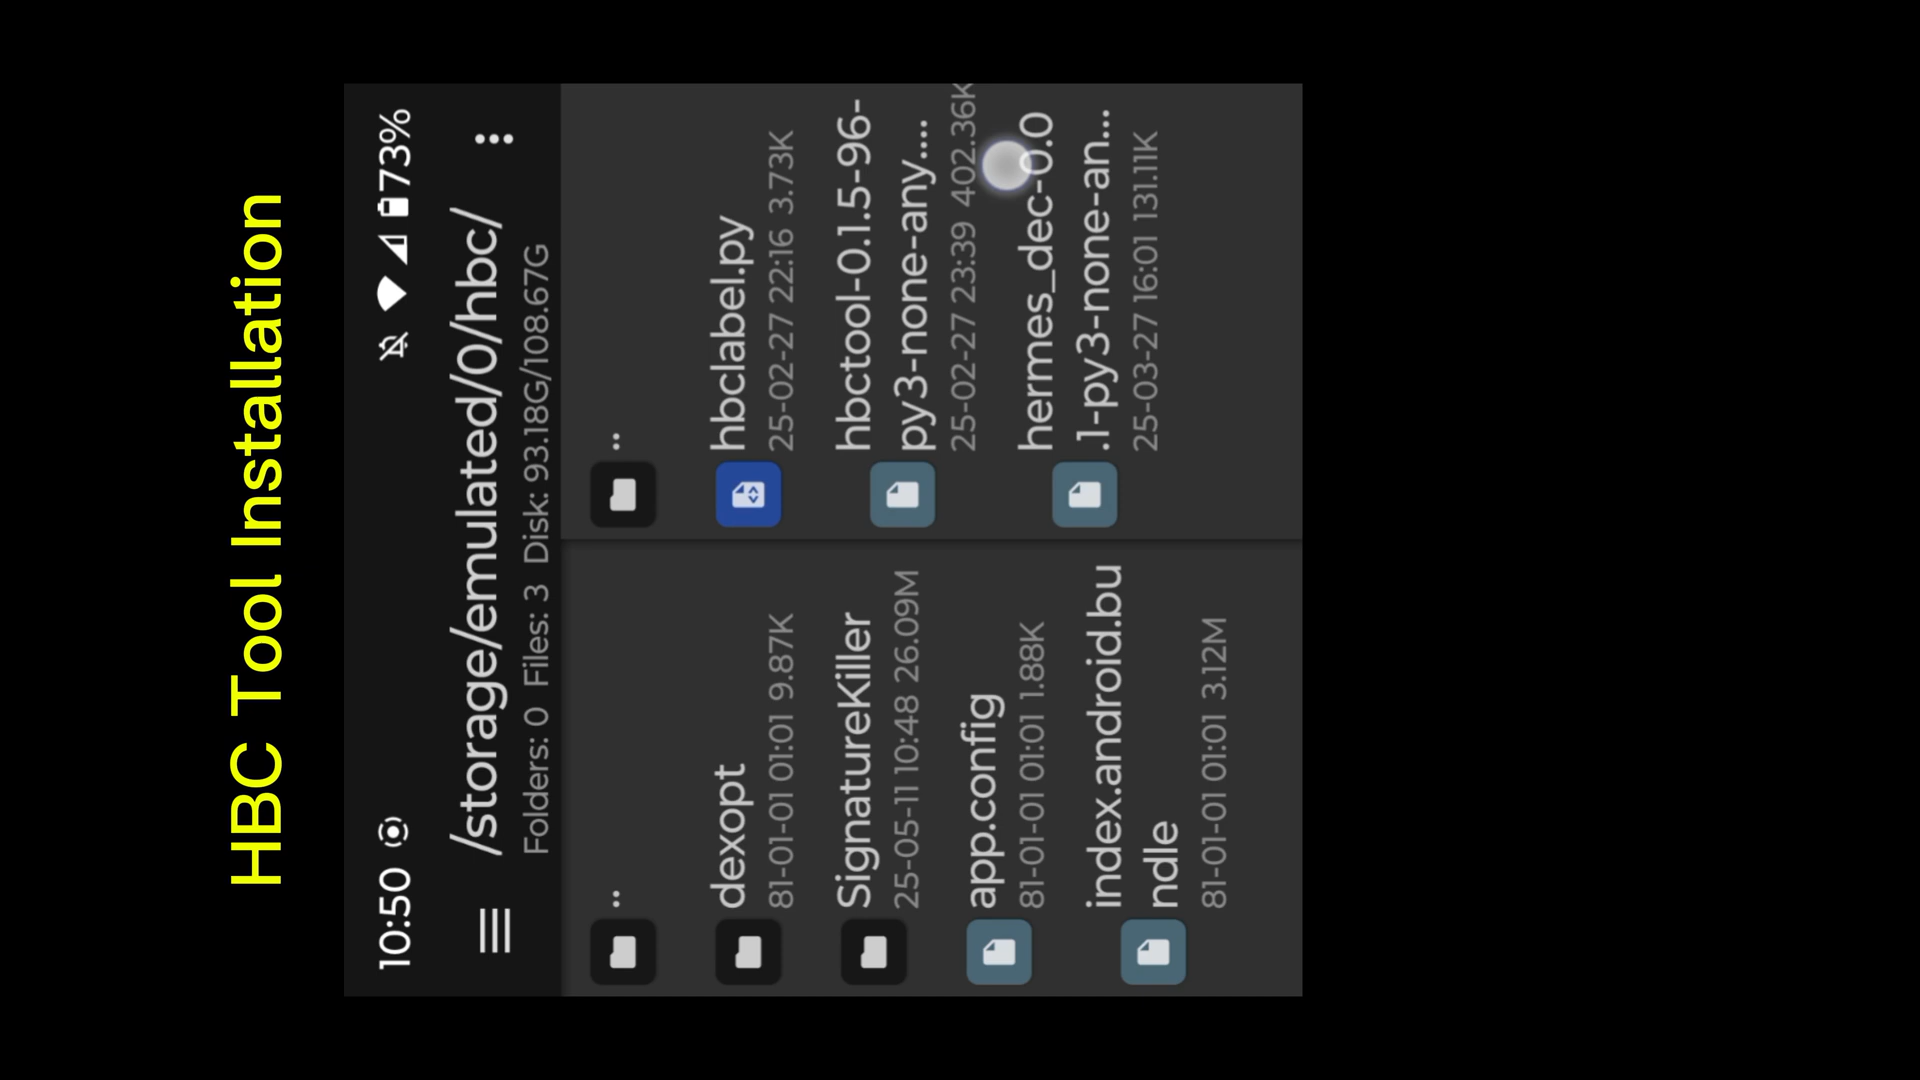 HBC Tool Installation
10:50 73%
/storage/emulated/0/hbc/
Folders: 0 Files: 3 Disk: 93.18G/108.67G
..
dexopt
81-01-01 01:01 9.87K
SignatureKiller
25-05-11 10:48 26.09M
app.config
81-01-01 01:01 1.88K
index.android.bu
ndle
81-01-01 01:01 3.12M
..
hbclabel.py
25-02-27 22:16 3.73K
hbctool-0.1.5-96-
py3-none-any....
25-02-27 23:39 402.36K
hermes_dec-0.0
.1-py3-none-an...
25-03-27 16:01 131.11K